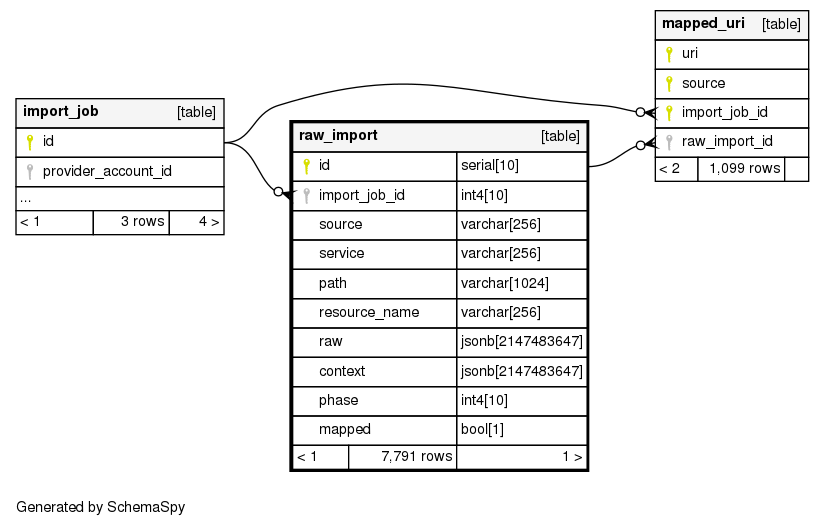 mapped_uri [table]
uri
source
import_job_id
raw_import_id
< 2 1,099 rows
import_job [table]
id
provider_account_id
...
< 1 3 rows 4 >
raw_import [table]
id serial[10]
import_job_id int4[10]
source varchar[256]
service varchar[256]
path varchar[1024]
resource_name varchar[256]
raw jsonb[2147483647]
context jsonb[2147483647]
phase int4[10]
mapped bool[1]
< 1 7,791 rows 1 >
Generated by SchemaSpy